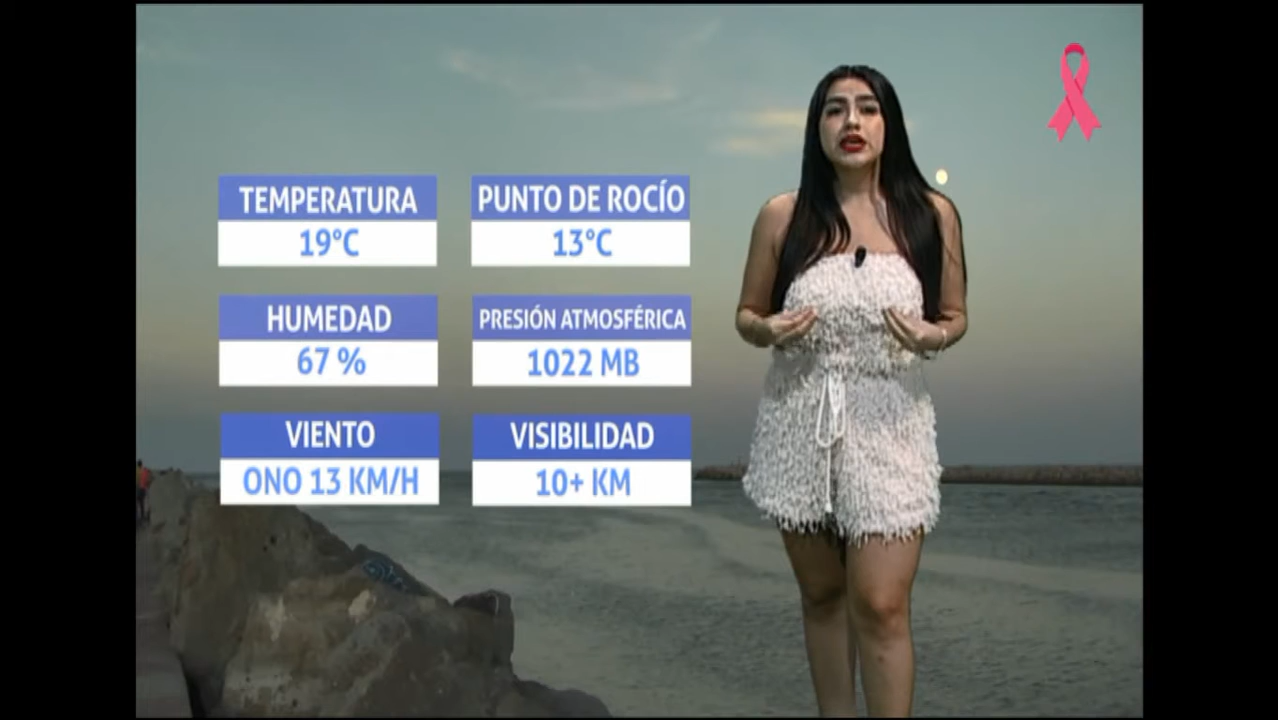 TEMPERATURA
19°C
PUNTO DE ROCÍO
13°C
HUMEDAD
67 %
PRESIÓN ATMOSFÉRICA
1022 MB
VIENTO
ONO 13 KM/H
VISIBILIDAD
10+ KM